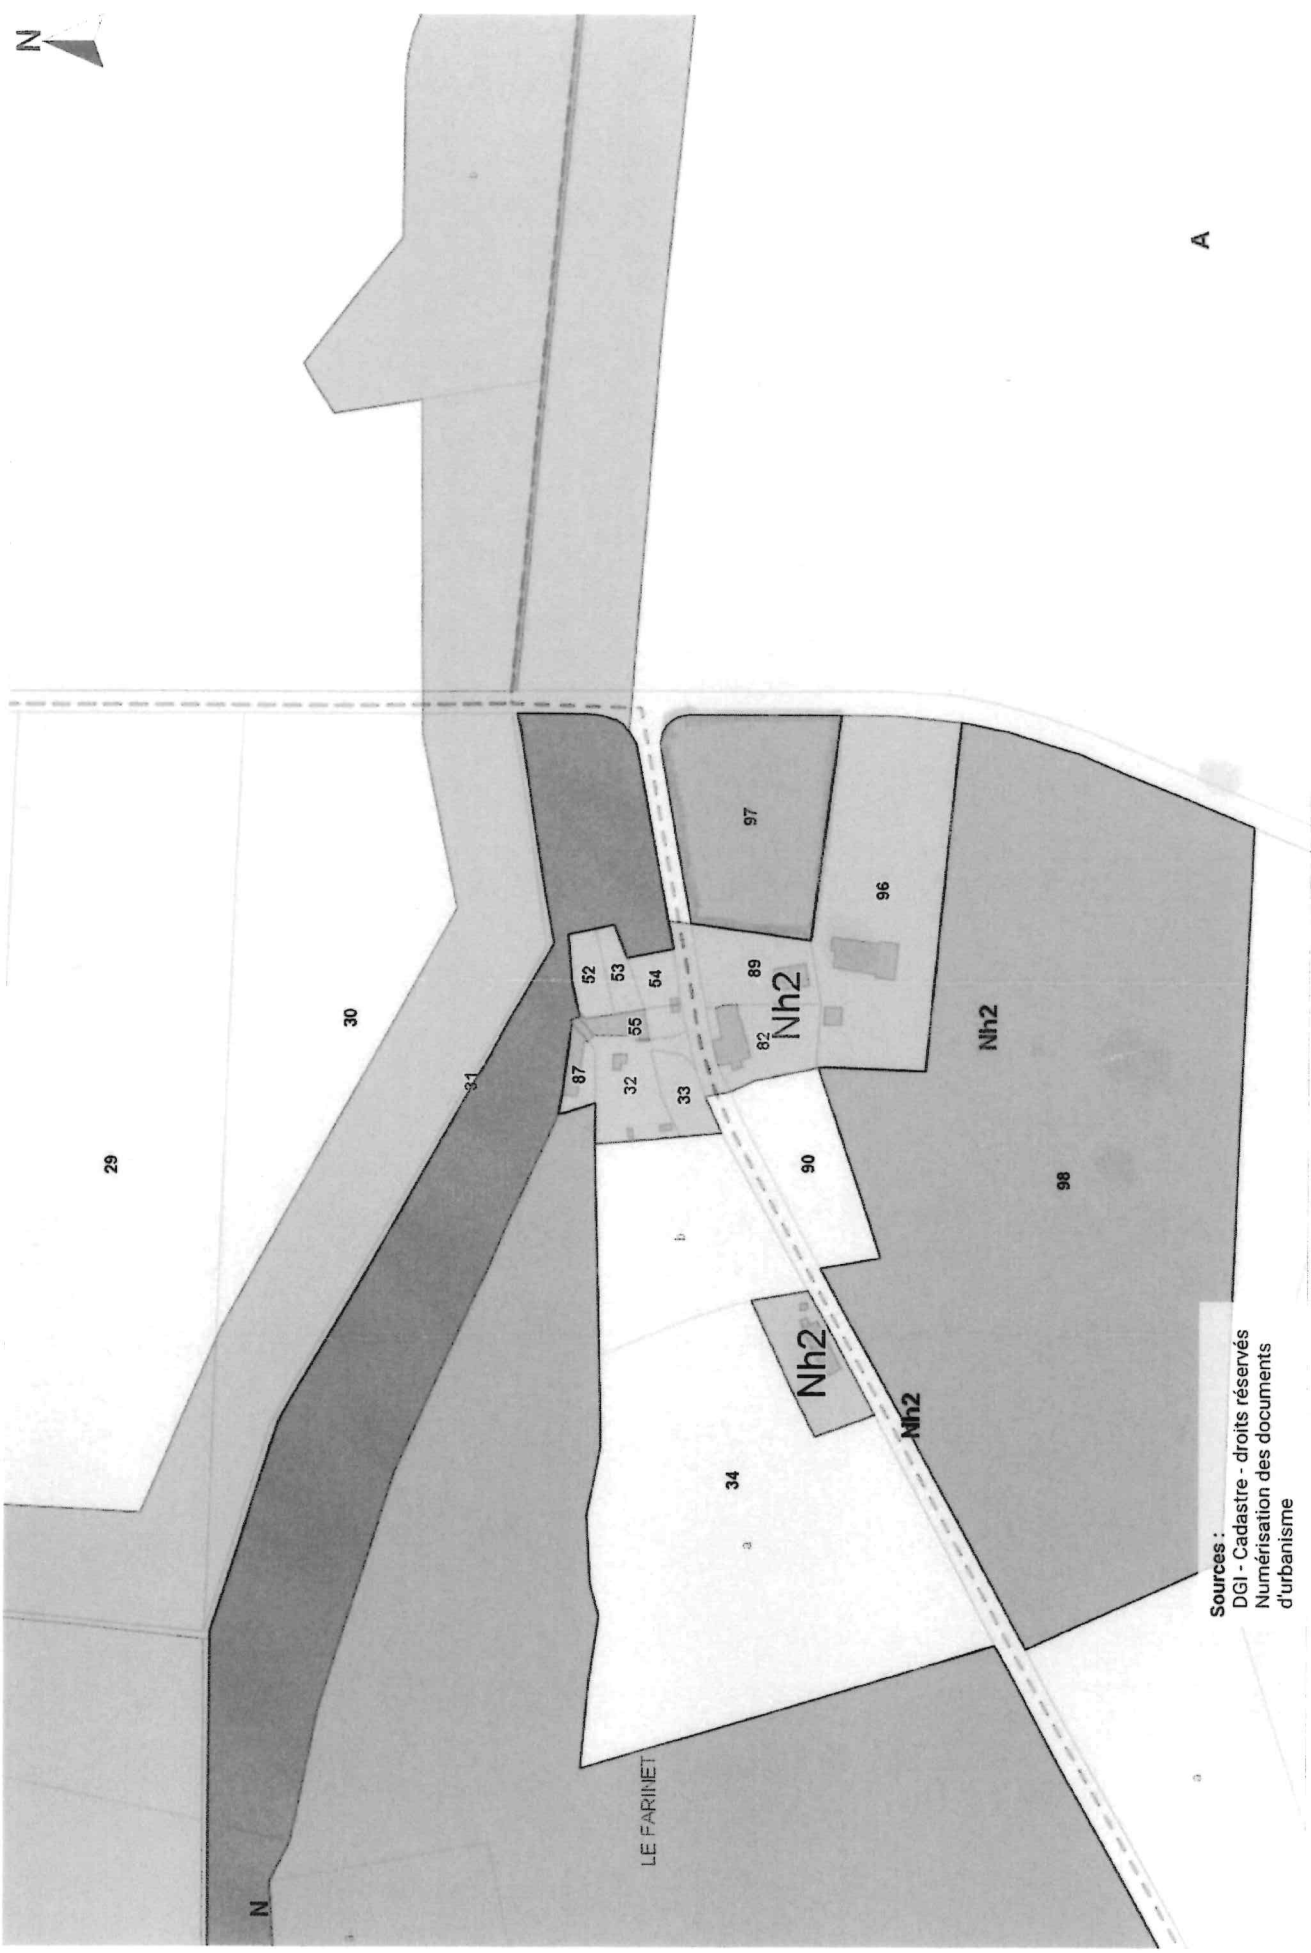 N
A
29
30
31
97
96
52
53
54
89
55
82
Nh2
87
32
33
Nh2
90
98
b
b
Nh2
Nh2
34
a
LE FARINET
N
a
Sources :
DGI - Cadastre - droits réservés
Numérisation des documents
d'urbanisme